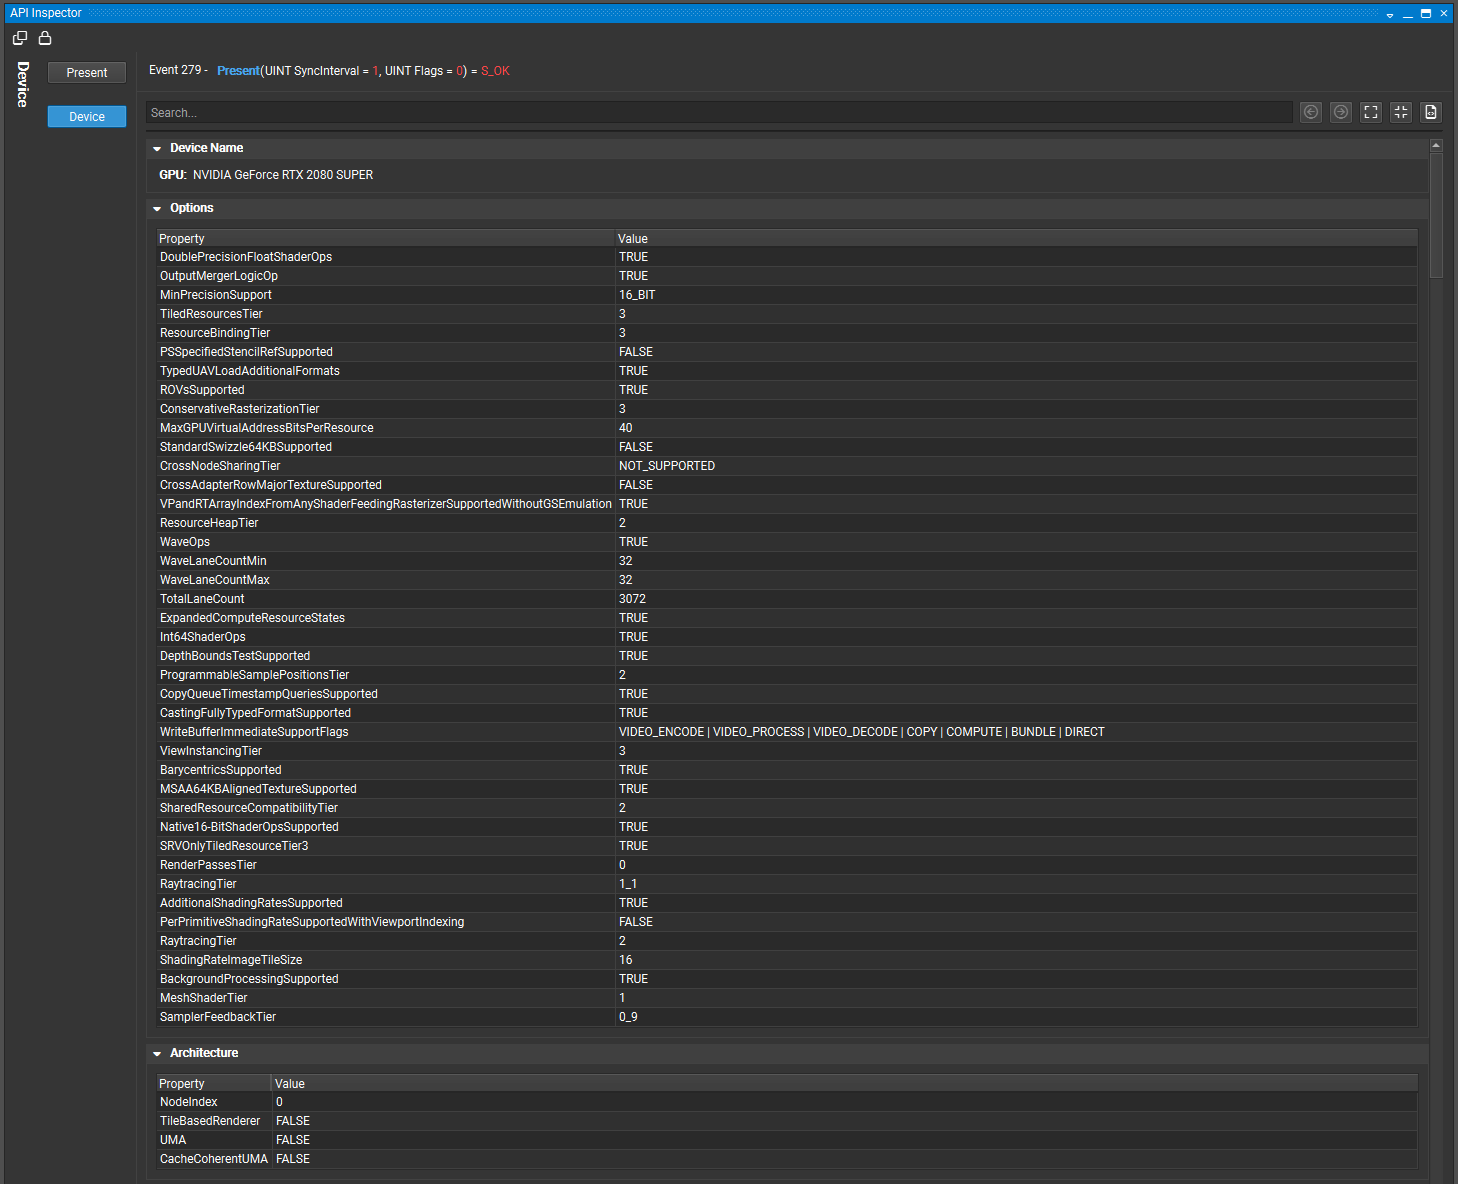 API Inspector
Device
Present
Device
Event 279 - Present(UINT SyncInterval = 1, UINT Flags = 0) = S_OK
Search...
Device Name
GPU: NVIDIA GeForce RTX 2080 SUPER
Options
Property Value
DoublePrecisionFloatShaderOps TRUE
OutputMergerLogicOp TRUE
MinPrecisionSupport 16_BIT
TiledResourcesTier 3
ResourceBindingTier 3
PSSpecifiedStencilRefSupported FALSE
TypedUAVLoadAdditionalFormats TRUE
ROVsSupported TRUE
ConservativeRasterizationTier 3
MaxGPUVirtualAddressBitsPerResource 40
StandardSwizzle64KBSupported FALSE
CrossNodeSharingTier NOT_SUPPORTED
CrossAdapterRowMajorTextureSupported FALSE
VPandRTArrayIndexFromAnyShaderFeedingRasterizerSupportedWithoutGSEmulation TRUE
ResourceHeapTier 2
WaveOps TRUE
WaveLaneCountMin 32
WaveLaneCountMax 32
TotalLaneCount 3072
ExpandedComputeResourceStates TRUE
Int64ShaderOps TRUE
DepthBoundsTestSupported TRUE
ProgrammableSamplePositionsTier 2
CopyQueueTimestampQueriesSupported TRUE
CastingFullyTypedFormatSupported TRUE
WriteBufferImmediateSupportFlags VIDEO_ENCODE | VIDEO_PROCESS | VIDEO_DECODE | COPY | COMPUTE | BUNDLE | DIRECT
ViewInstancingTier 3
BarycentricsSupported TRUE
MSAA64KBAlignedTextureSupported TRUE
SharedResourceCompatibilityTier 2
Native16-BitShaderOpsSupported TRUE
SRVOnlyTiledResourceTier3 TRUE
RenderPassesTier 0
RaytracingTier 1_1
AdditionalShadingRatesSupported TRUE
PerPrimitiveShadingRateSupportedWithViewportIndexing FALSE
RaytracingTier 2
ShadingRateImageTileSize 16
BackgroundProcessingSupported TRUE
MeshShaderTier 1
SamplerFeedbackTier 0_9
Architecture
Property Value
NodeIndex 0
TileBasedRenderer FALSE
UMA FALSE
CacheCoherentUMA FALSE